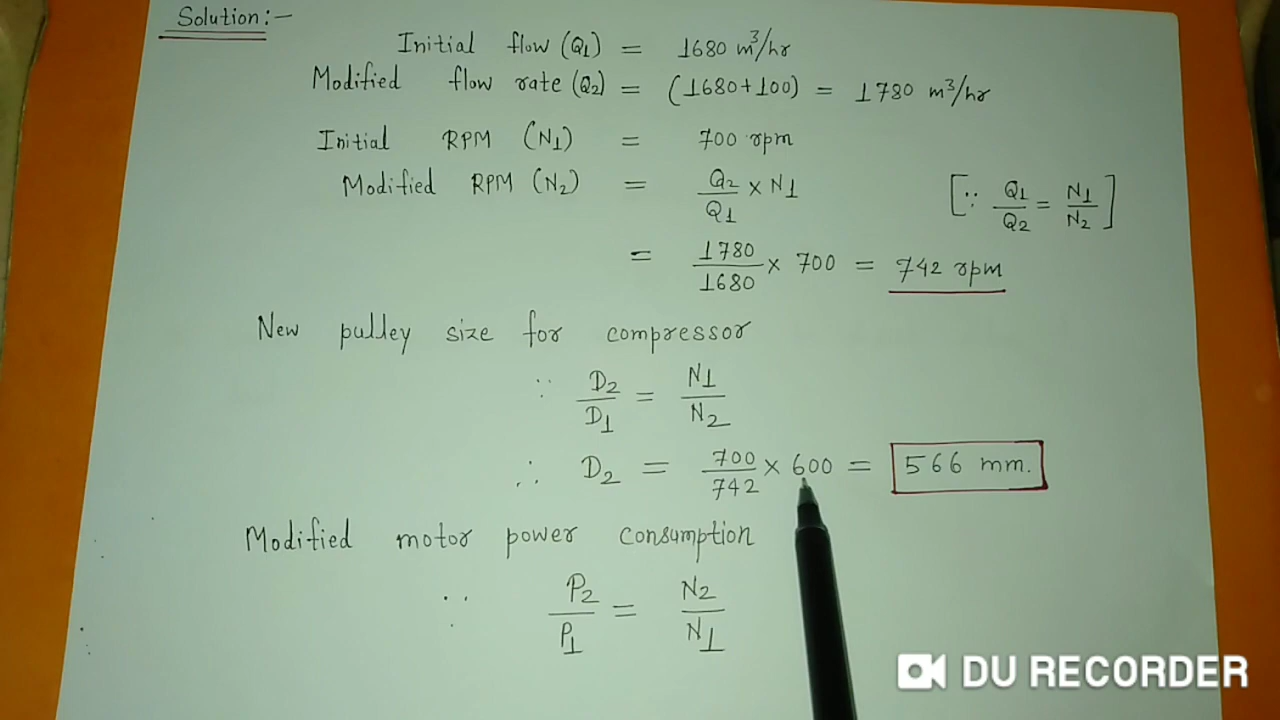 Solution:-
Initial flow (Q1) = 1680 m³/hr
Modified flow rate (Q2) = (1680+100) = 1780 m³/hr
Initial RPM (N1) = 700 rpm
Modified RPM (N2) = Q2/Q1 × N1 [∵ Q1/Q2 = N1/N2]
= 1780/1680 × 700 = 742 rpm
New pulley size for compressor
∵ D2/D1 = N1/N2
∴ D2 = 700/742 × 600 = 566 mm.
Modified motor power consumption
∵ P2/P1 = N2/N1
DU RECORDER